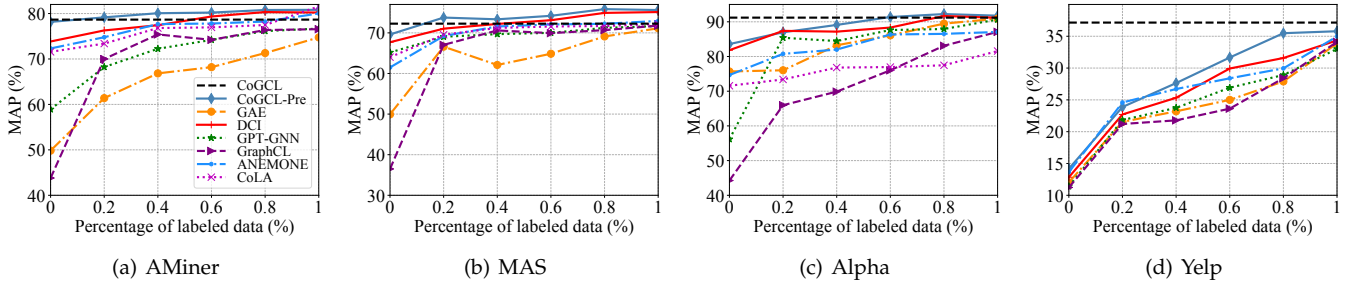 MAP (%)
80
70
60
50
40
0 0.2 0.4 0.6 0.8 1
Percentage of labeled data (%)
CoGCL
CoGCL-Pre
GAE
DCI
GPT-GNN
GraphCL
ANEMONE
CoLA
(a) AMiner
MAP (%)
80
70
60
50
40
30
0 0.2 0.4 0.6 0.8 1
Percentage of labeled data (%)
(b) MAS
MAP (%)
90
80
70
60
50
40
0 0.2 0.4 0.6 0.8 1
Percentage of labeled data (%)
(c) Alpha
MAP (%)
35
30
25
20
15
10
0 0.2 0.4 0.6 0.8 1
Percentage of labeled data (%)
(d) Yelp